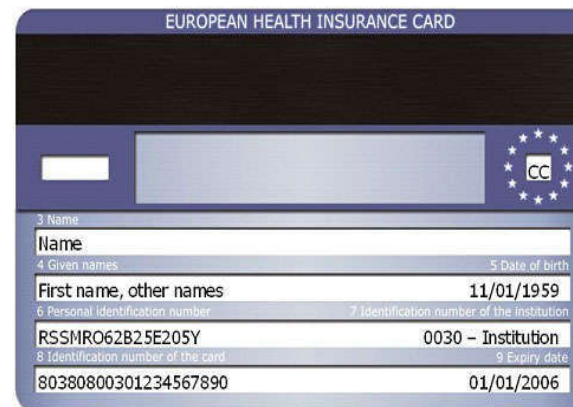 EUROPEAN HEALTH INSURANCE CARD
CC
3 Name
Name
4 Given names 5 Date of birth
First name, other names 11/01/1959
6 Personal identification number 7 Identification number of the institution
RSSMRO62B25E205Y 0030 – Institution
8 Identification number of the card 9 Expiry date
80380800301234567890 01/01/2006